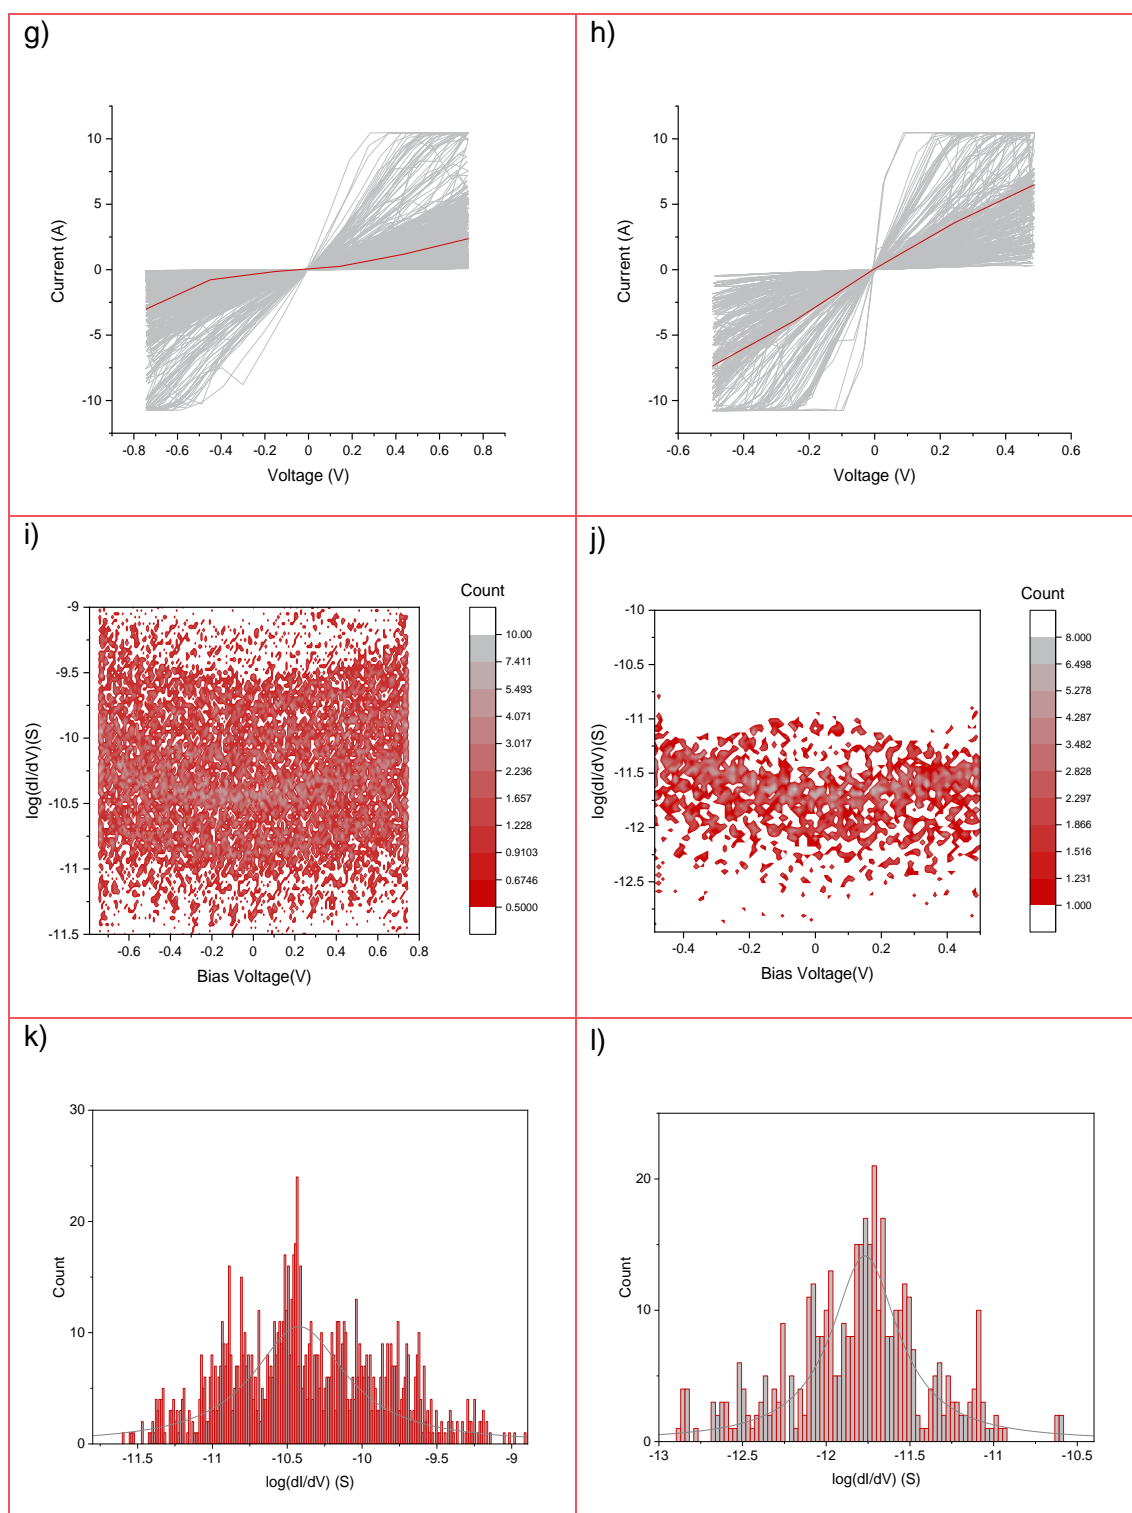 g)
10
5
0
-5
-10
Current (A)
-0.8 -0.6 -0.4 -0.2 0 0.2 0.4 0.6 0.8
Voltage (V)
h)
10
5
0
-5
-10
Current (A)
-0.6 -0.4 -0.2 0 0.2 0.4 0.6
Voltage (V)
i)
Count
-9
-9.5
-10
-10.5
-11
-11.5
log(dI/dV)(S)
-0.6 -0.4 -0.2 0 0.2 0.4 0.6 0.8
Bias Voltage(V)
10.00
7.411
5.493
4.071
3.017
2.236
1.657
1.228
0.9103
0.6746
0.5000
j)
Count
-10
-10.5
-11
-11.5
-12
-12.5
log(dI/dV)(S)
-0.4 -0.2 0 0.2 0.4
Bias Voltage(V)
8.000
6.498
5.278
4.287
3.482
2.828
2.297
1.866
1.516
1.231
1.000
k)
30
20
10
0
Count
-11.5 -11 -10.5 -10 -9.5 -9
log(dI/dV) (S)
l)
20
10
0
Count
-13 -12.5 -12 -11.5 -11 -10.5
log(dI/dV) (S)